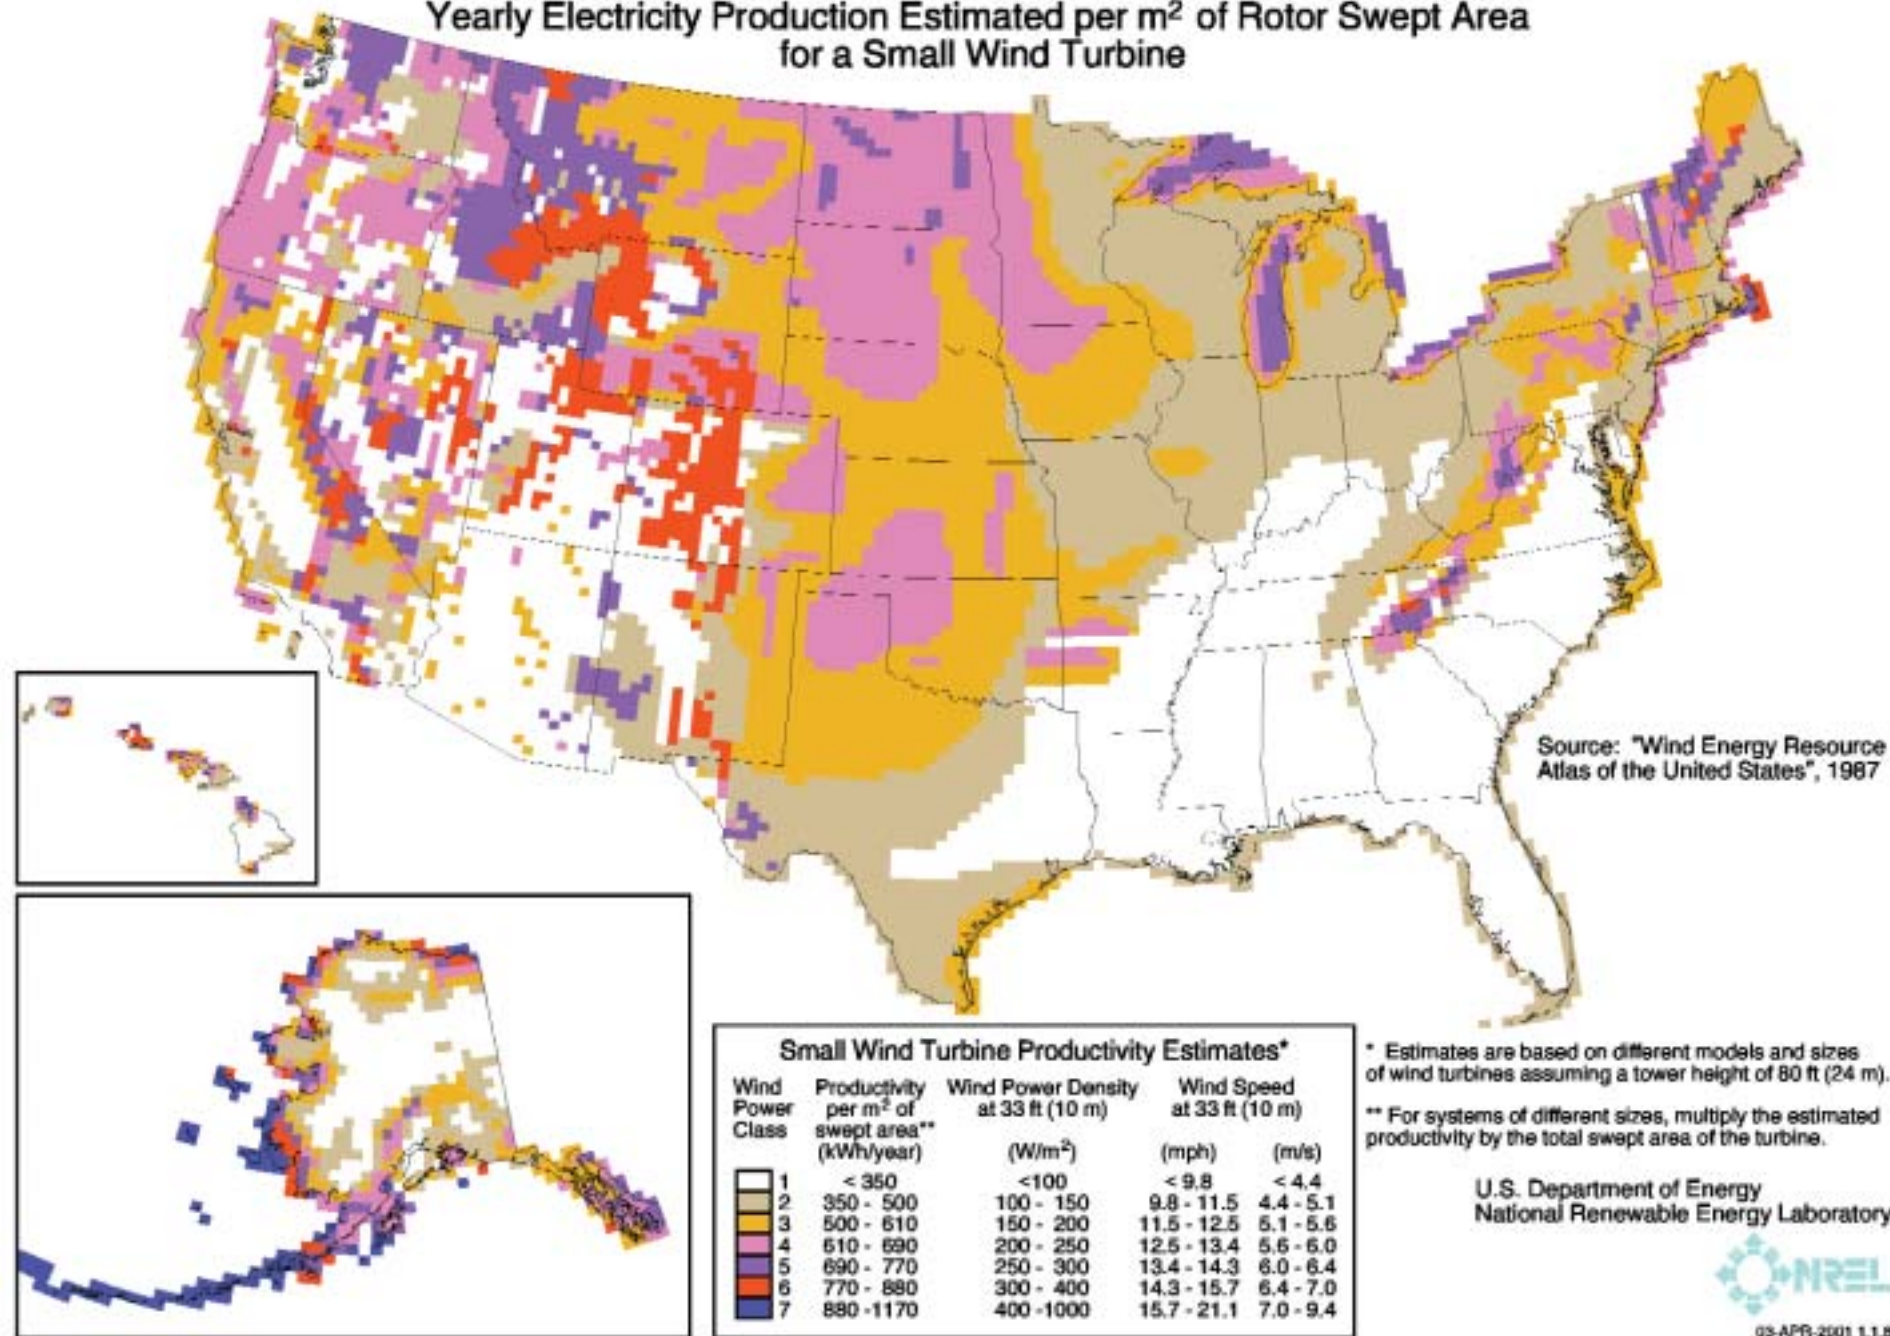 Yearly Electricity Production Estimated per m² of Rotor Swept Area
for a Small Wind Turbine
Source: "Wind Energy Resource
Atlas of the United States", 1987
Small Wind Turbine Productivity Estimates*
Wind Power Class Productivity per m² of swept area** (kWh/year) Wind Power Density at 33 ft (10 m) (W/m²) Wind Speed at 33 ft (10 m) (mph) (m/s)
1 < 350 <100 < 9.8 < 4.4
2 350 - 500 100 - 150 9.8 - 11.5 4.4 - 5.1
3 500 - 610 150 - 200 11.5 - 12.5 5.1 - 5.6
4 610 - 690 200 - 250 12.5 - 13.4 5.6 - 6.0
5 690 - 770 250 - 300 13.4 - 14.3 6.0 - 6.4
6 770 - 880 300 - 400 14.3 - 15.7 6.4 - 7.0
7 880 -1170 400 -1000 15.7 - 21.1 7.0 - 9.4
* Estimates are based on different models and sizes
of wind turbines assuming a tower height of 80 ft (24 m).
** For systems of different sizes, multiply the estimated
productivity by the total swept area of the turbine.
U.S. Department of Energy
National Renewable Energy Laboratory
NREL
03-APR-2001 1.1.8